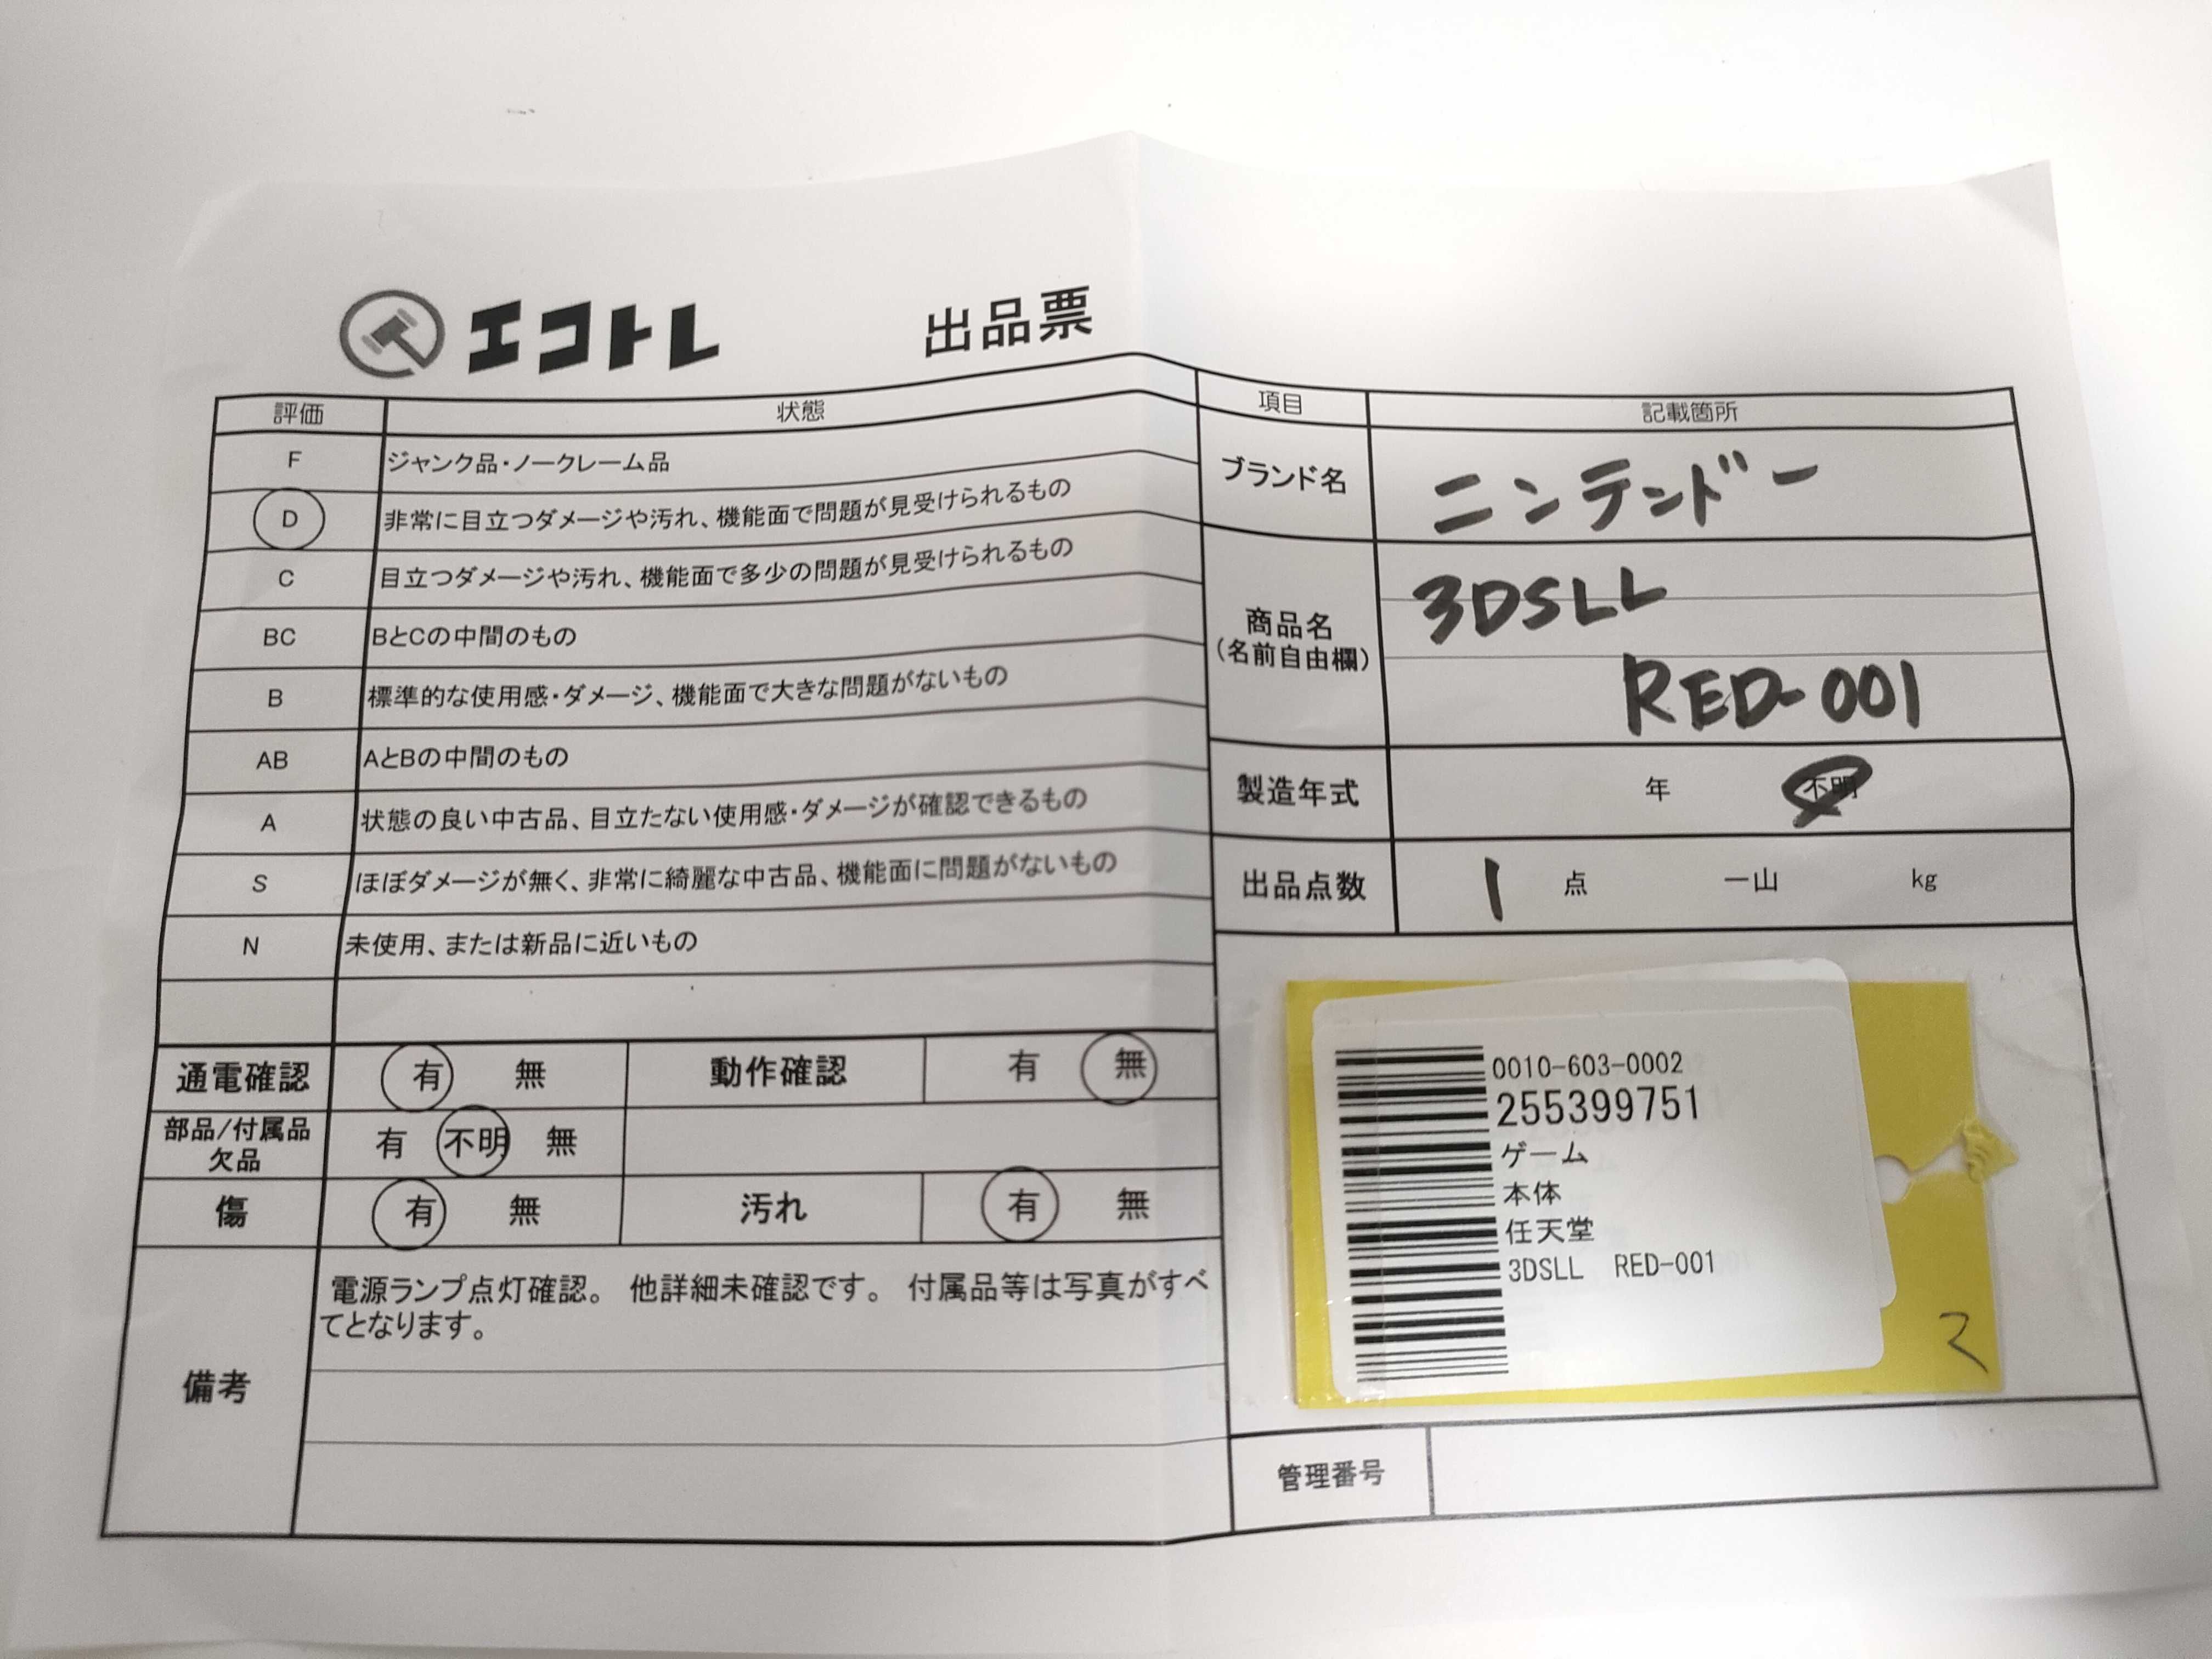 エコトレ 出品票
評価 状態
F ジャンク品・ノークレーム品
D 非常に目立つダメージや汚れ、機能面で問題が見受けられるもの
C 目立つダメージや汚れ、機能面で多少の問題が見受けられるもの
BC BとCの中間のもの
B 標準的な使用感・ダメージ、機能面で大きな問題がないもの
AB AとBの中間のもの
A 状態の良い中古品、目立たない使用感・ダメージが確認できるもの
S ほぼダメージが無く、非常に綺麗な中古品、機能面に問題がないもの
N 未使用、または新品に近いもの
通電確認 有 無 動作確認 有 無
部品/付属品
欠品 有 不明 無
傷 有 無 汚れ 有 無
備考
電源ランプ点灯確認。 他詳細未確認です。 付属品等は写真がすべ
てとなります。
項目 記載箇所
ブランド名 ニンテンドー
商品名
(名前自由欄)
3DSLL
RED-001
製造年式 年 不明
出品点数 1 点 一山 kg
0010-603-0002
255399751
ゲーム
本体
任天堂
3DSLL RED-001
管理番号